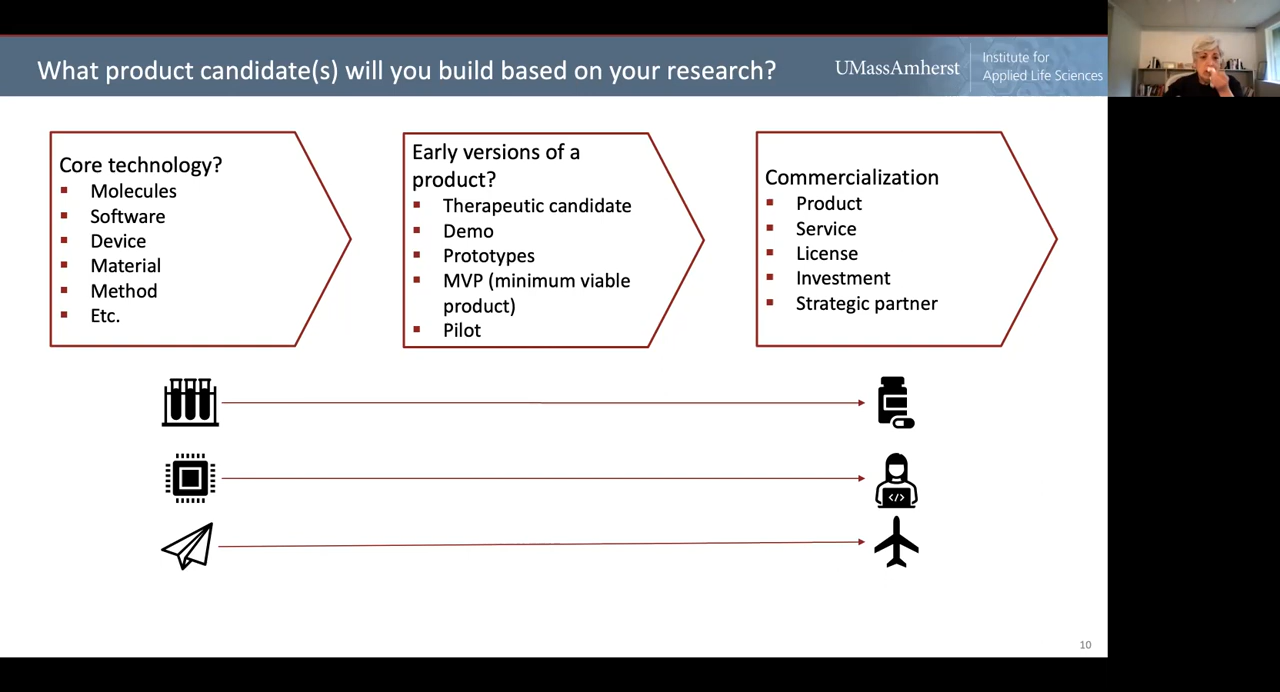 What product candidate(s) will you build based on your research?
UMassAmherst
Institute for
Applied Life Sciences
Core technology?
Molecules
Software
Device
Material
Method
Etc.
Early versions of a
product?
Therapeutic candidate
Demo
Prototypes
MVP (minimum viable
product)
Pilot
Commercialization
Product
Service
License
Investment
Strategic partner
</>
10